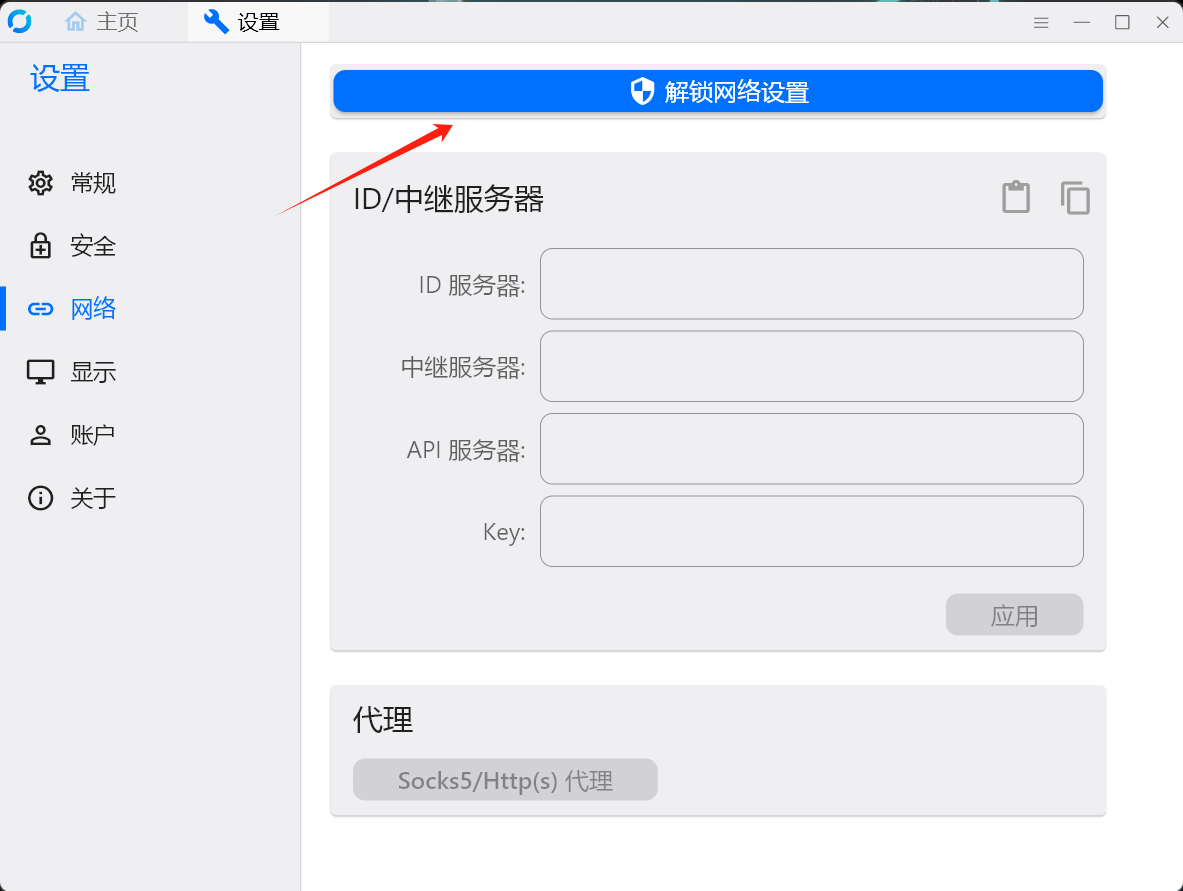 主页
设置
设置
常规
安全
网络
显示
账户
关于
解锁网络设置
ID/中继服务器
ID 服务器:
中继服务器:
API 服务器:
Key:
应用
代理
Socks5/Http(s) 代理